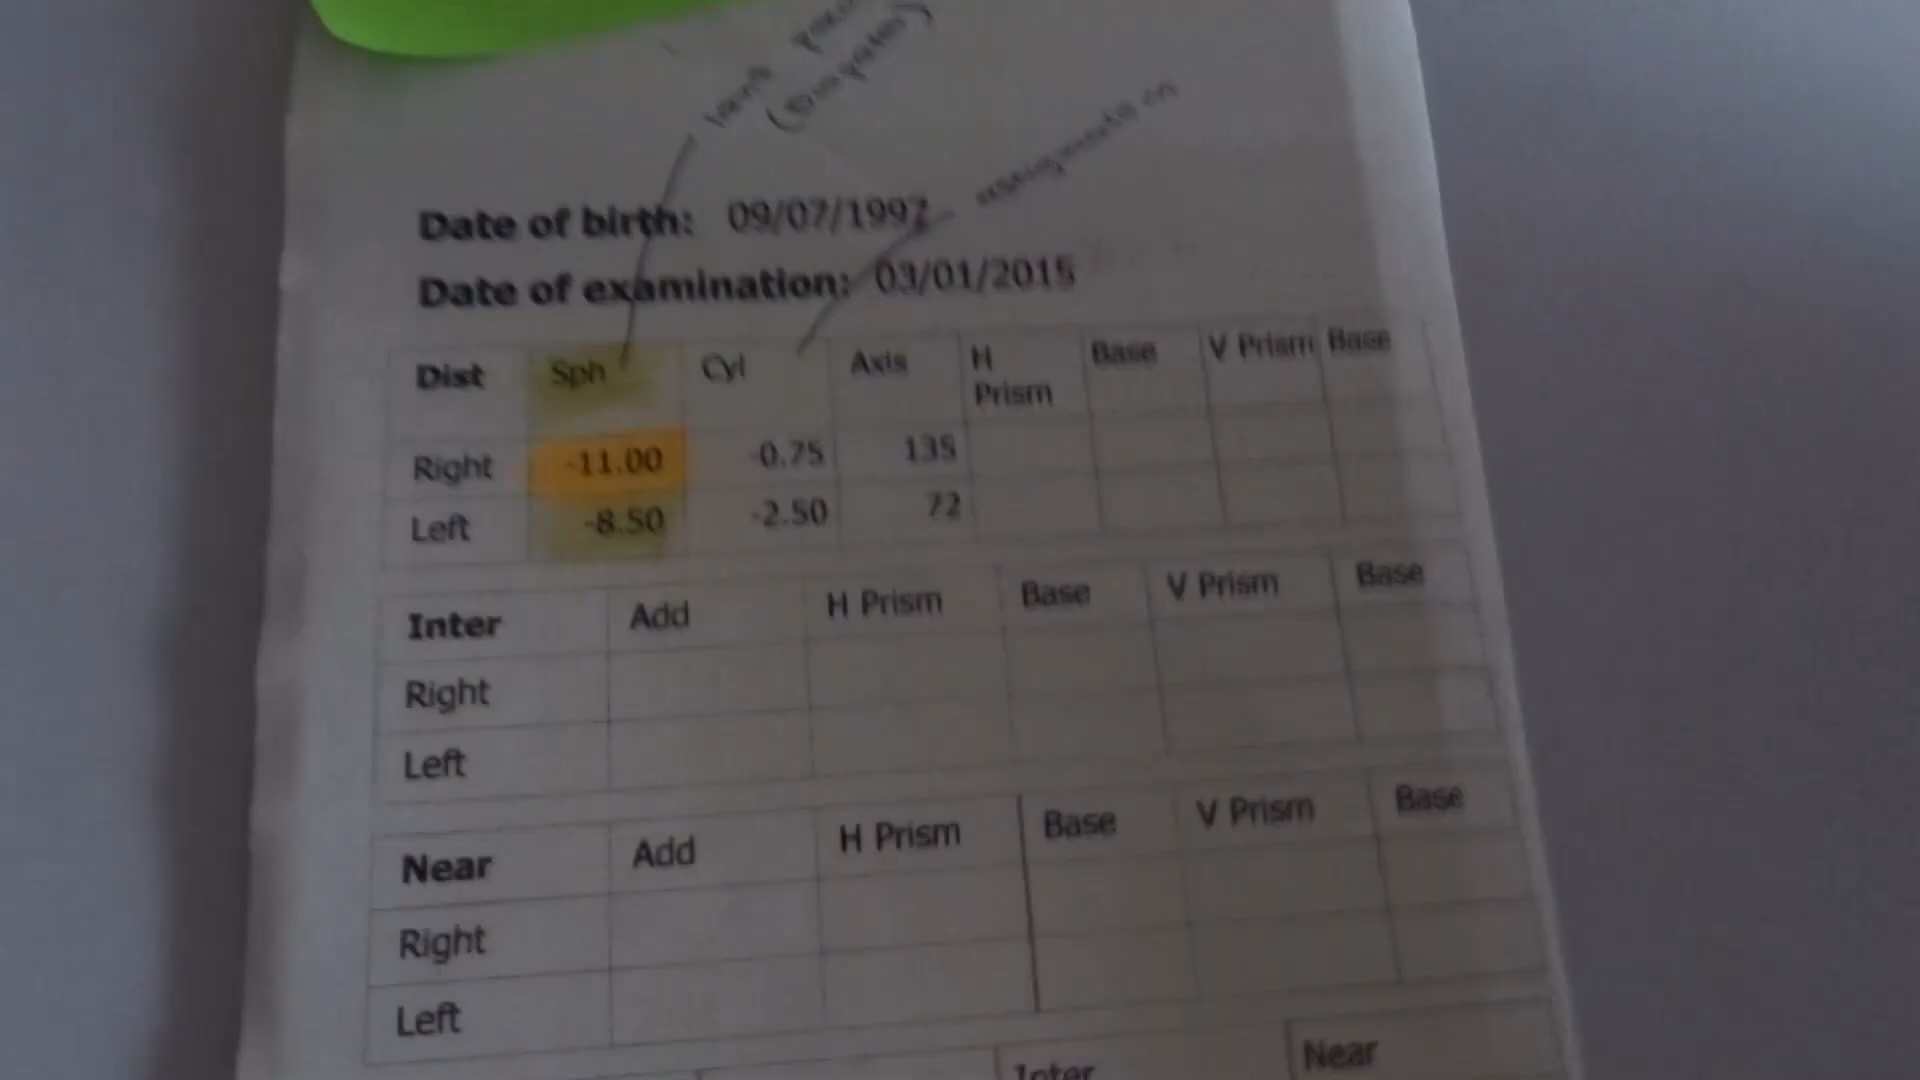 (Dioptres)
Date of birth: 09/07/1997
Date of examination: 03/01/2015
Dist Sph Cyl Axis H Prism Base V Prism Base
Right -11.00 -0.75 135
Left -8.50 -2.50 72
Inter Add H Prism Base V Prism Base
Right
Left
Near Add H Prism Base V Prism Base
Right
Left
Inter Near